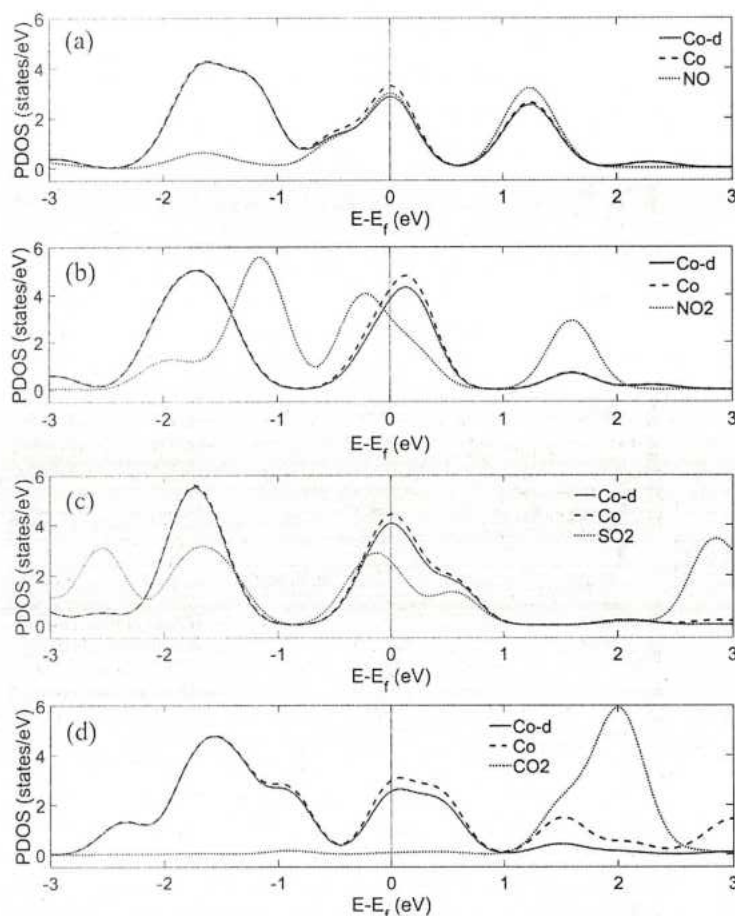 (a)
PDOS (states/eV)
6
4
2
0
Co-d
Co
NO
-3 -2 -1 0 1 2 3
E-E_f (eV)
(b)
PDOS (states/eV)
6
4
2
0
Co-d
Co
NO2
-3 -2 -1 0 1 2 3
E-E_f (eV)
(c)
PDOS (states/eV)
6
4
2
0
Co-d
Co
SO2
-3 -2 -1 0 1 2 3
E-E_f (eV)
(d)
PDOS (states/eV)
6
4
2
0
Co-d
Co
CO2
-3 -2 -1 0 1 2 3
E-E_f (eV)